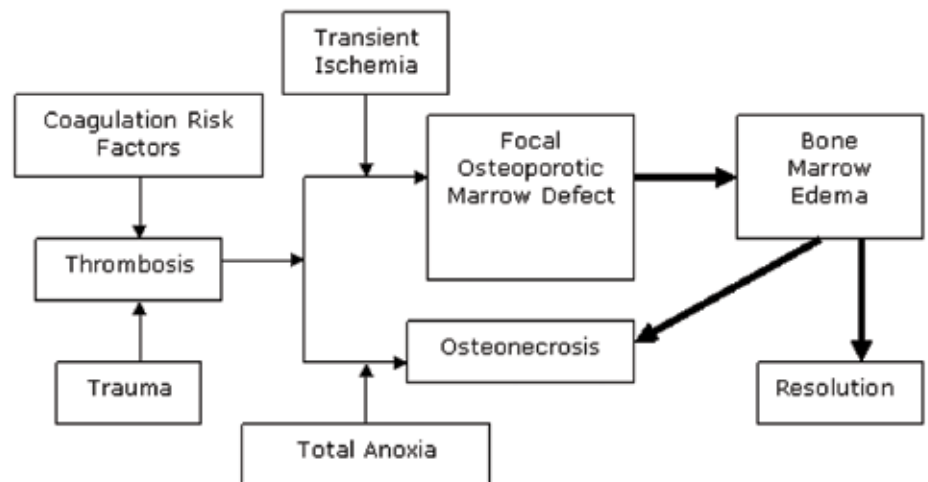 Transient
Ischemia
Coagulation Risk
Factors
Focal
Osteoporotic
Marrow Defect
Bone
Marrow
Edema
Thrombosis
Osteonecrosis
Trauma
Resolution
Total Anoxia